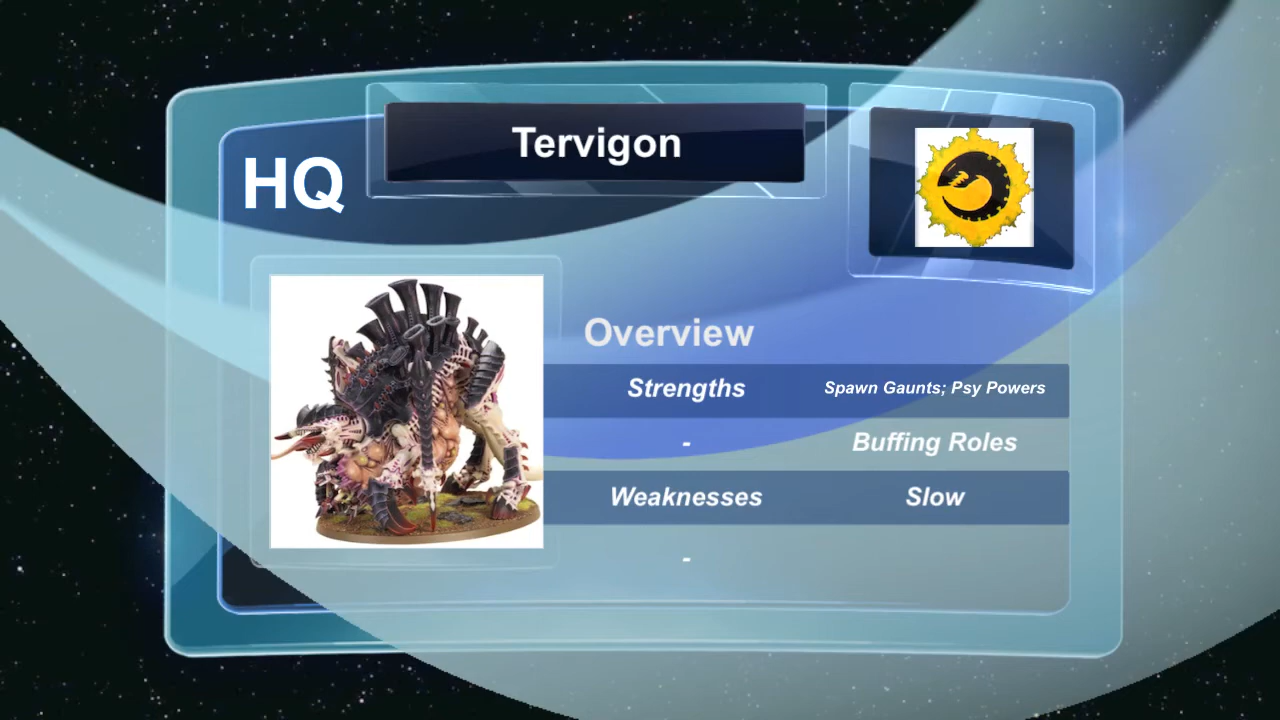 Tervigon
HQ
Overview
Strengths Spawn Gaunts; Psy Powers
- Buffing Roles
Weaknesses Slow
-